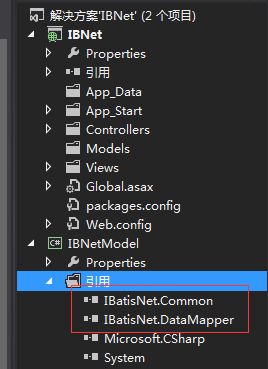 解决方案'IBNet' (2 个项目)
IBNet
Properties
引用
App_Data
App_Start
Controllers
Models
Views
Global.asax
packages.config
Web.config
IBNetModel
Properties
引用
IBatisNet.Common
IBatisNet.DataMapper
Microsoft.CSharp
System